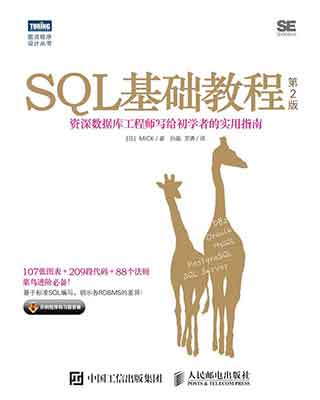 TURING
图灵程序
设计丛书
SE
SQL基础教程
第2版
资深数据库工程师写给初学者的实用指南
[日] MICK / 著 孙淼 罗勇 / 译
DB2
Oracle
MySQL
PostgreSQL
SQL Server
107张图表+209段代码+88个法则
菜鸟进阶必备!
基于标准SQL编写,明示各RDBMS的差异!
中国工信出版集团
人民邮电出版社
POSTS & TELECOM PRESS